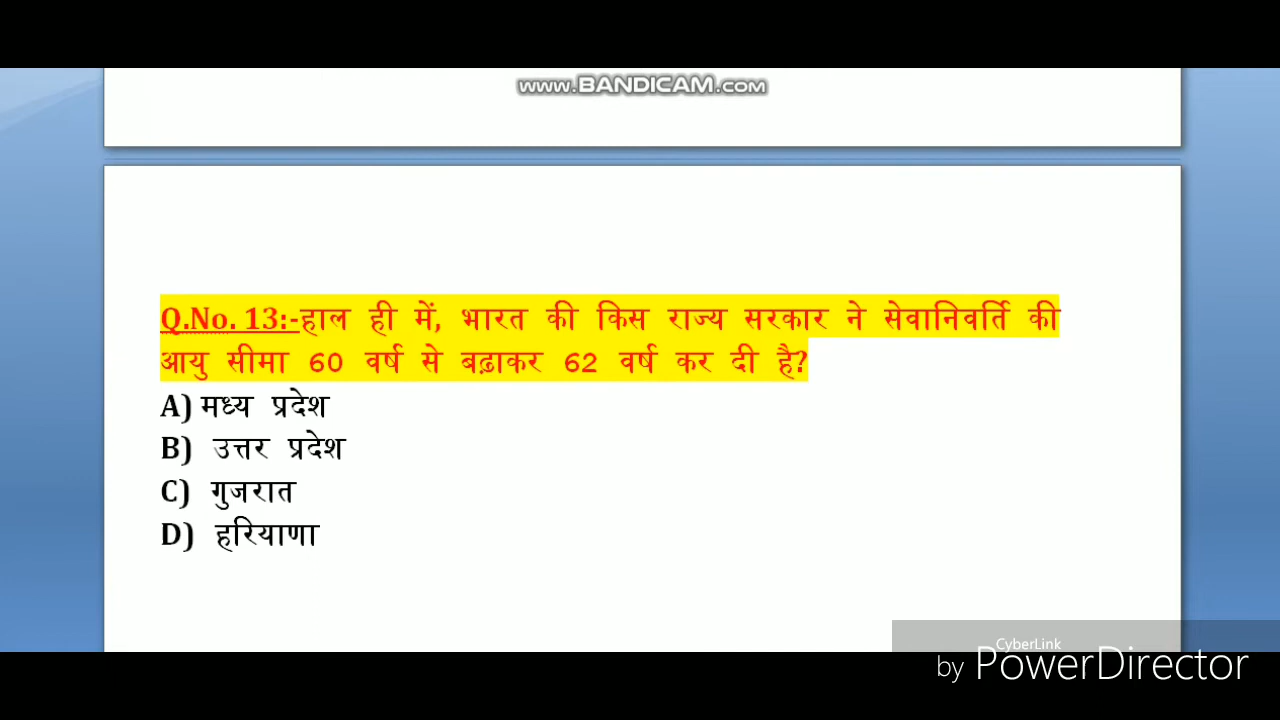 www.BANDICAM.com
Q.No. 13:-हाल ही में, भारत की किस राज्य सरकार ने सेवानिवर्ति की
आयु सीमा 60 वर्ष से बढ़ाकर 62 वर्ष कर दी है?
A) मध्य प्रदेश
B) उत्तर प्रदेश
C) गुजरात
D) हरियाणा
CyberLink
by PowerDirector